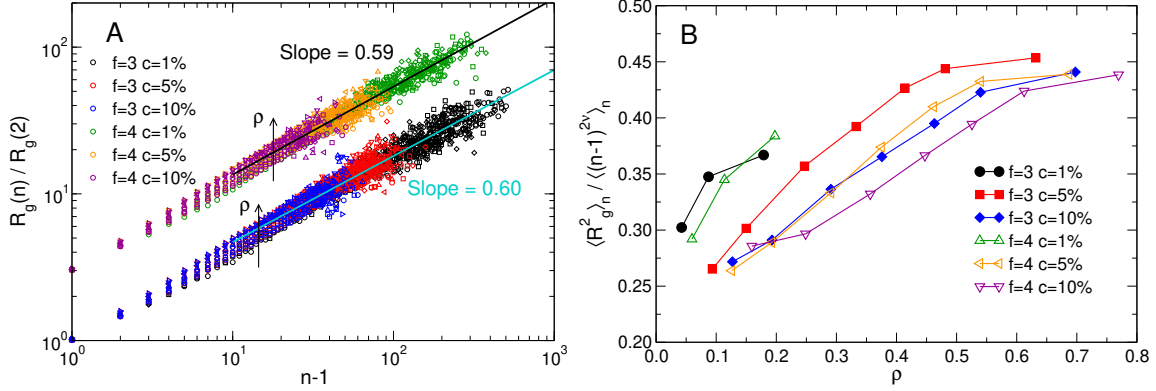 A
Slope = 0.59
f=3 c=1%
f=3 c=5%
f=3 c=10%
f=4 c=1%
f=4 c=5%
f=4 c=10%
ρ
ρ
Slope = 0.60
R_g(n) / R_g(2)
10^0
10^1
10^2
10^0
10^1
10^2
10^3
n-1
B
⟨R^2_g⟩_n / ⟨(n-1)^{2ν}⟩_n
0.50
0.45
0.40
0.35
0.30
0.25
0.20
f=3 c=1%
f=3 c=5%
f=3 c=10%
f=4 c=1%
f=4 c=5%
f=4 c=10%
0.0 0.1 0.2 0.3 0.4 0.5 0.6 0.7 0.8
ρ